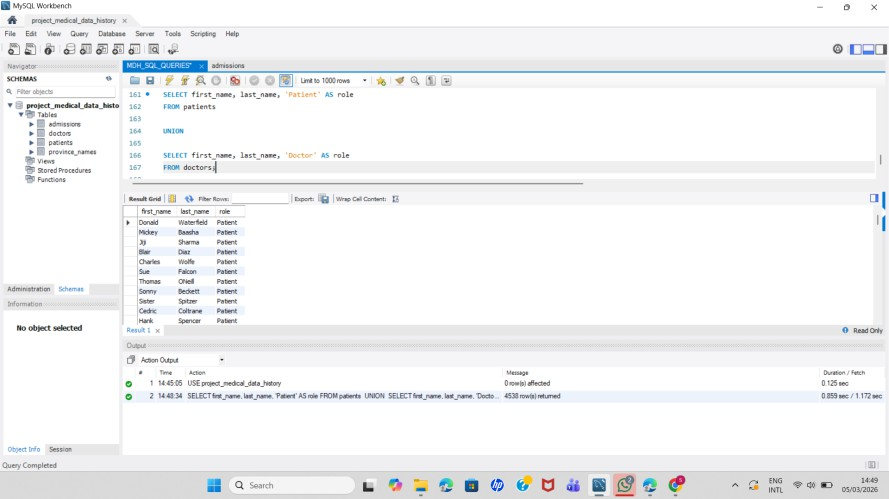 MySQL Workbench
project_medical_data_history ×
File Edit View Query Database Server Tools Scripting Help
Navigator
SCHEMAS
Filter objects
project_medical_data_histo
Tables
admissions
doctors
patients
province_names
Views
Stored Procedures
Functions
Administration Schemas
Information
No object selected
Object Info Session
Query Completed
MDH_SQL_QUERIES* × admissions
Limit to 1000 rows
161 SELECT first_name, last_name, 'Patient' AS role
162 FROM patients
163
164 UNION
165
166 SELECT first_name, last_name, 'Doctor' AS role
167 FROM doctors;
Result Grid Filter Rows: Export: Wrap Cell Content:
first_name last_name role
Donald Waterfield Patient
Mickey Baasha Patient
Jiji Sharma Patient
Blair Diaz Patient
Charles Wolfe Patient
Sue Falcon Patient
Thomas ONeill Patient
Sonny Beckett Patient
Sister Spitzer Patient
Cedric Coltrane Patient
Hank Spencer Patient
Result 1 × Read Only
Output
Action Output
# Time Action Message Duration / Fetch
1 14:45:05 USE project_medical_data_history 0 row(s) affected 0.125 sec
2 14:48:34 SELECT first_name, last_name, 'Patient' AS role FROM patients UNION SELECT first_name, last_name, 'Docto... 4538 row(s) returned 0.859 sec / 1.172 sec
Search
ENG
INTL
14:49
05/03/2026